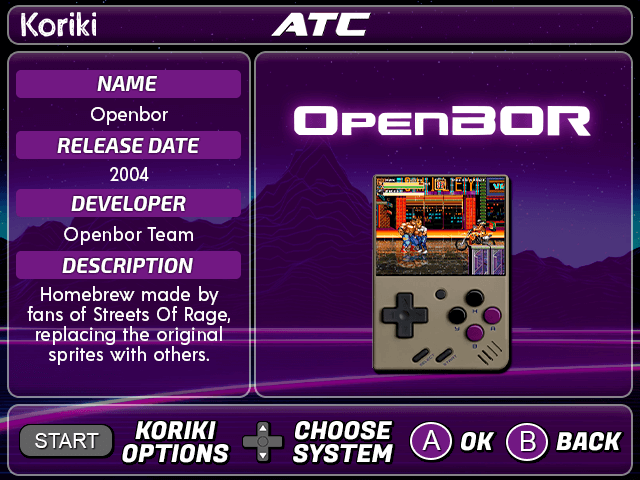 Koriki
ATC
NAME
Openbor
RELEASE DATE
2004
DEVELOPER
Openbor Team
DESCRIPTION
Homebrew made by
fans of Streets Of Rage,
replacing the original
sprites with others.
OPENBOR
START
KORIKI
OPTIONS
CHOOSE
SYSTEM
A
OK
B
BACK